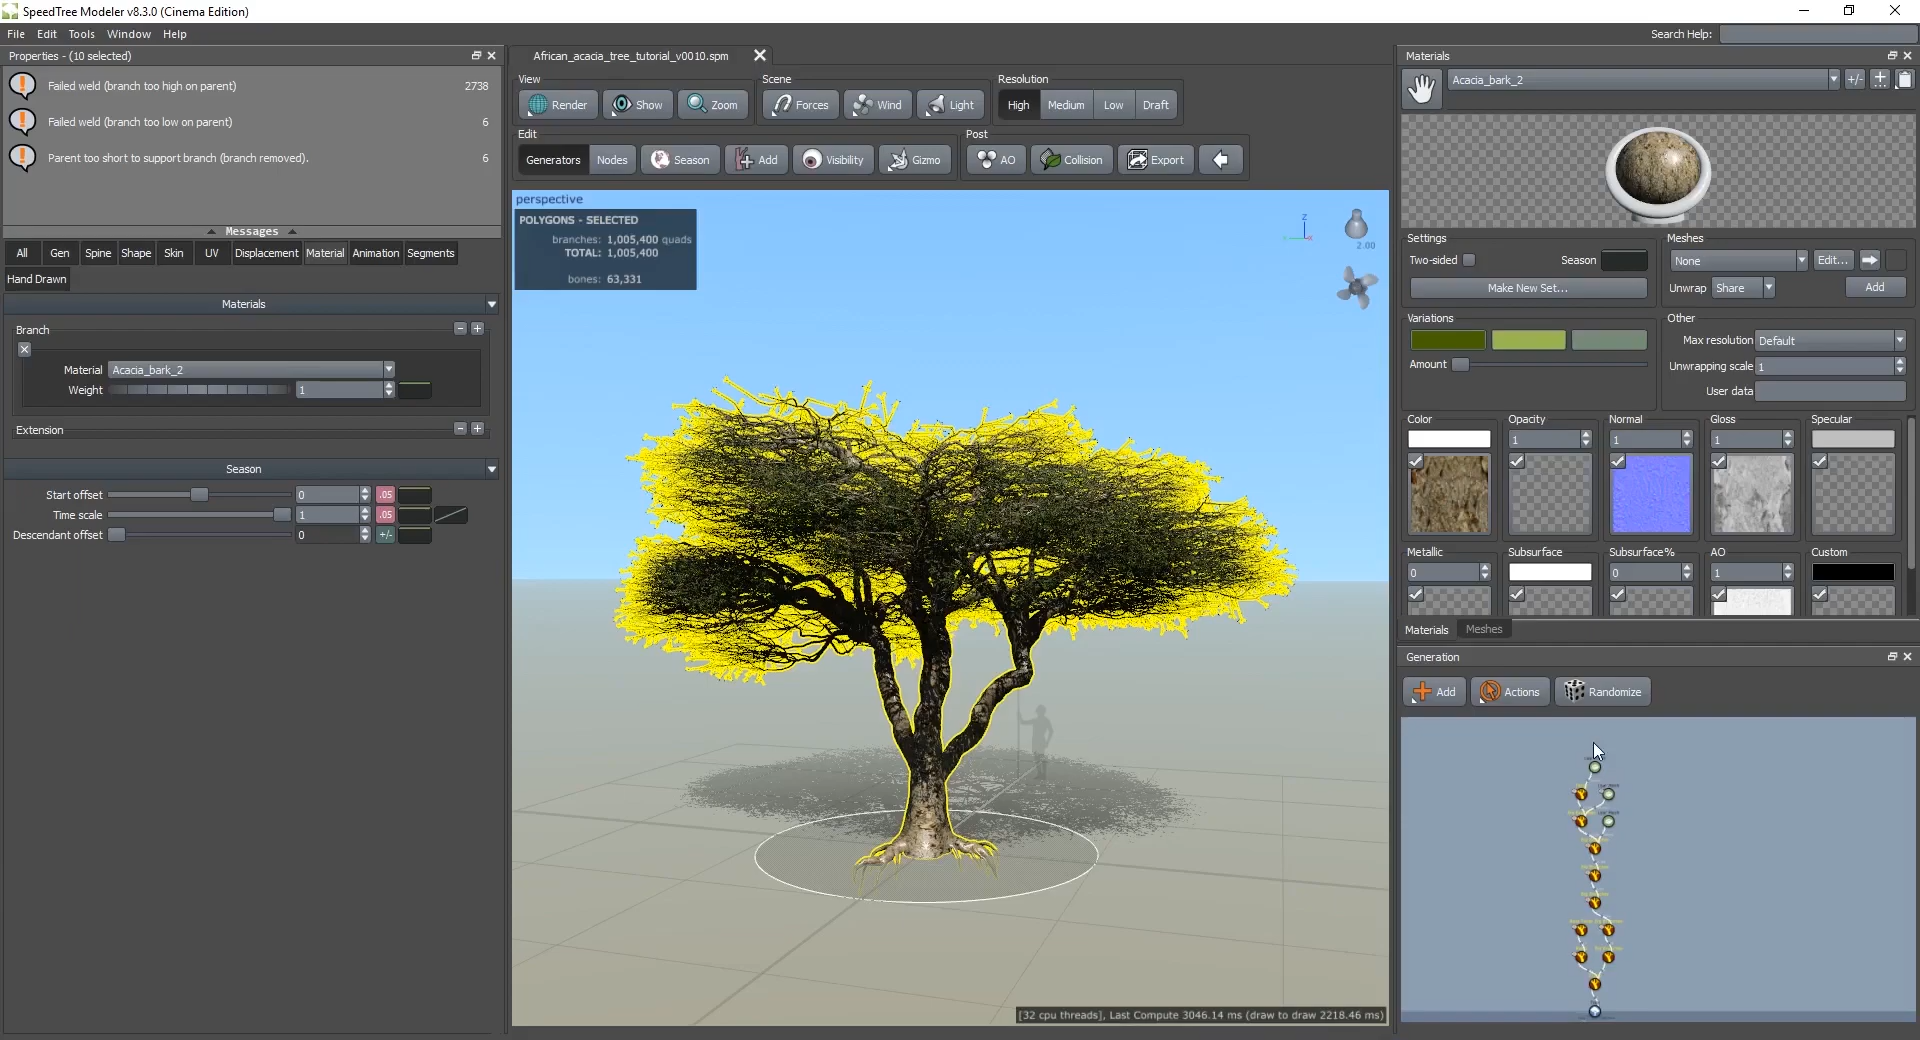 SpeedTree Modeler v8.3.0 (Cinema Edition)
File Edit Tools Window Help
Search Help:
Properties - (10 selected)
Failed weld (branch too high on parent) 2738
Failed weld (branch too low on parent) 6
Parent too short to support branch (branch removed). 6
Messages
All Gen Spine Shape Skin UV Displacement Material Animation Segments
Hand Drawn
Materials
Branch
Material Acacia_bark_2
Weight 1
Extension
Season
Start offset 0 .05
Time scale 1 .05
Descendant offset 0 +/-
African_acacia_tree_tutorial_v0010.spm
View Scene Resolution
Render Show Zoom Forces Wind Light High Medium Low Draft
Edit Post
Generators Nodes Season Add Visibility Gizmo AO Collision Export
perspective
POLYGONS - SELECTED
branches: 1,005,400 quads
TOTAL: 1,005,400
bones: 63,331
Z
2.00
[32 cpu threads], Last Compute 3046.14 ms (draw to draw 2218.46 ms)
Materials
Acacia_bark_2 +/-
Settings Meshes
Two-sided Season None Edit...
Make New Set... Unwrap Share Add
Variations Other
Max resolution Default
Amount Unwrapping scale 1
User data
Color Opacity Normal Gloss Specular
1 1 1
Metallic Subsurface Subsurface% AO Custom
0 0 1
Materials Meshes
Generation
Add Actions Randomize